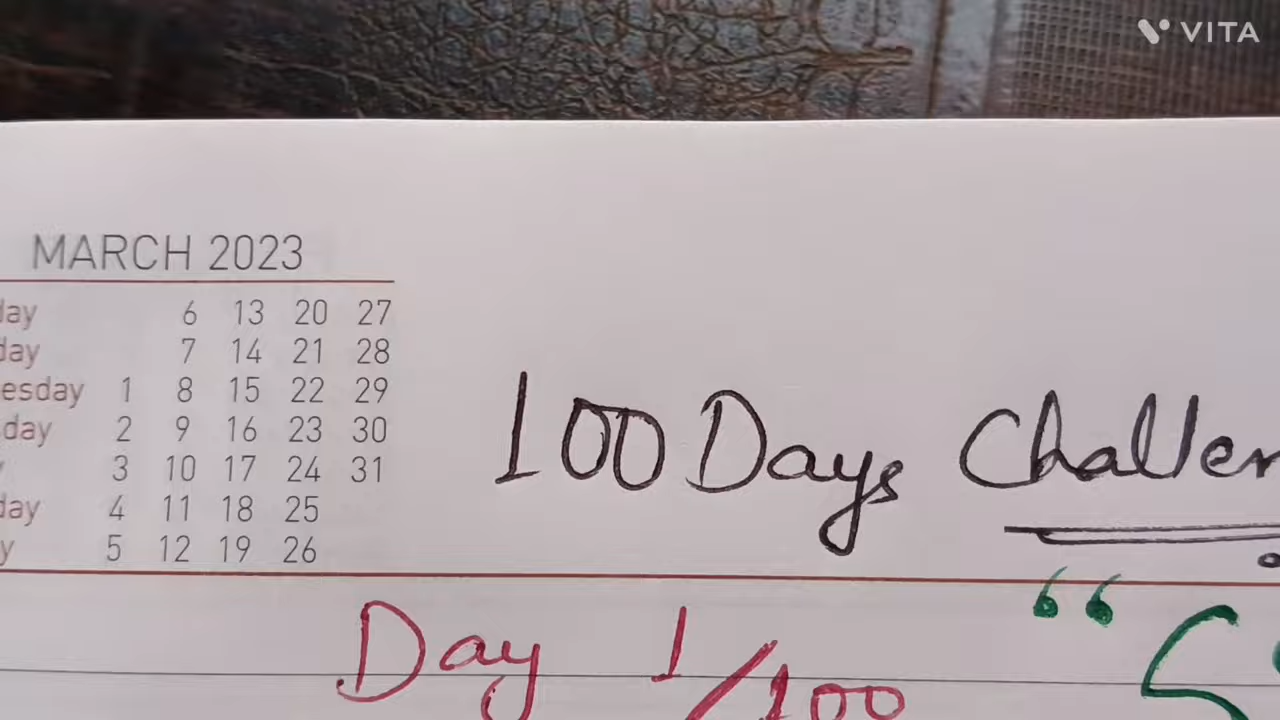 VITA
MARCH 2023
day 6 13 20 27
day 7 14 21 28
esday 1 8 15 22 29
sday 2 9 16 23 30
y 3 10 17 24 31
day 4 11 18 25
y 5 12 19 26
100 Days Challen
Day 1/100
“